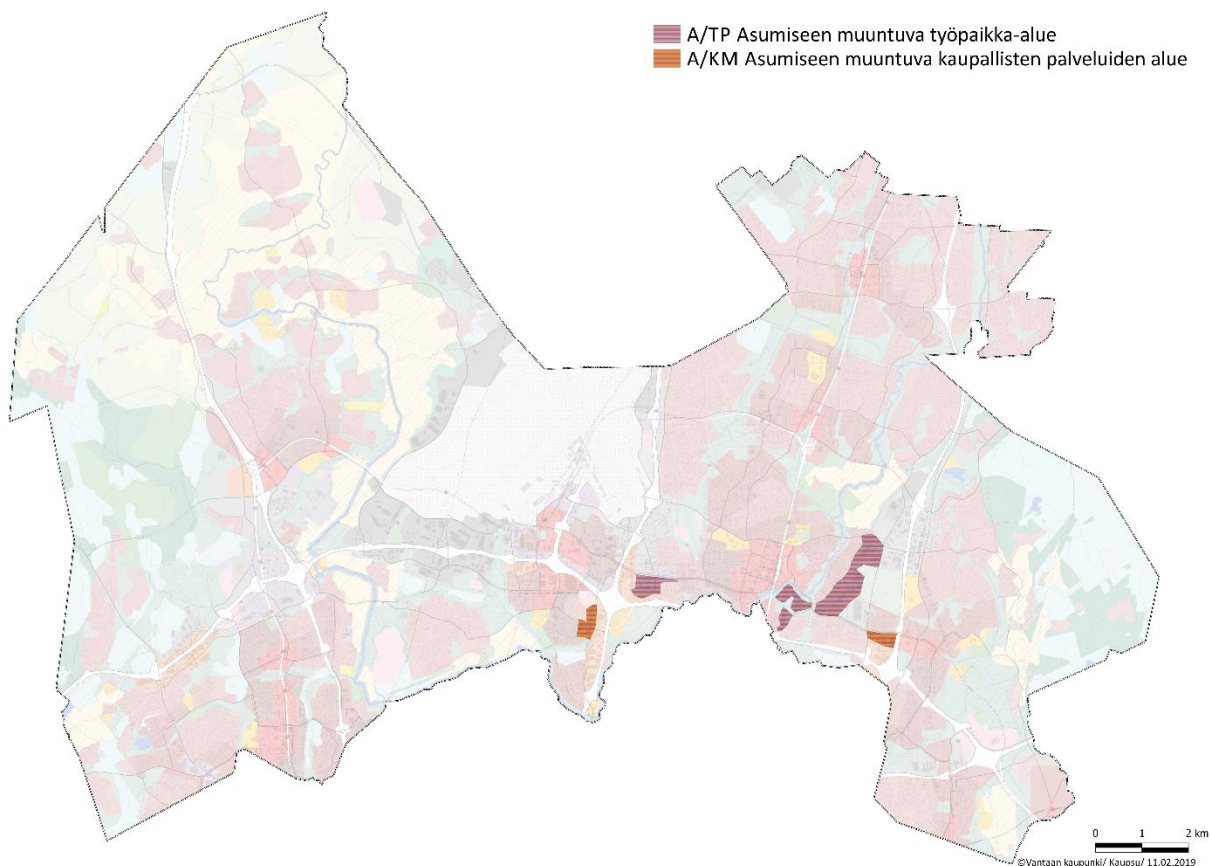 A/TP Asumiseen muuntuva työpaikka-alue
A/KM Asumiseen muuntuva kaupallisten palveluiden alue
0 1 2 km
©Vantaan kaupunki/ Kaupsu/ 11.02.2019